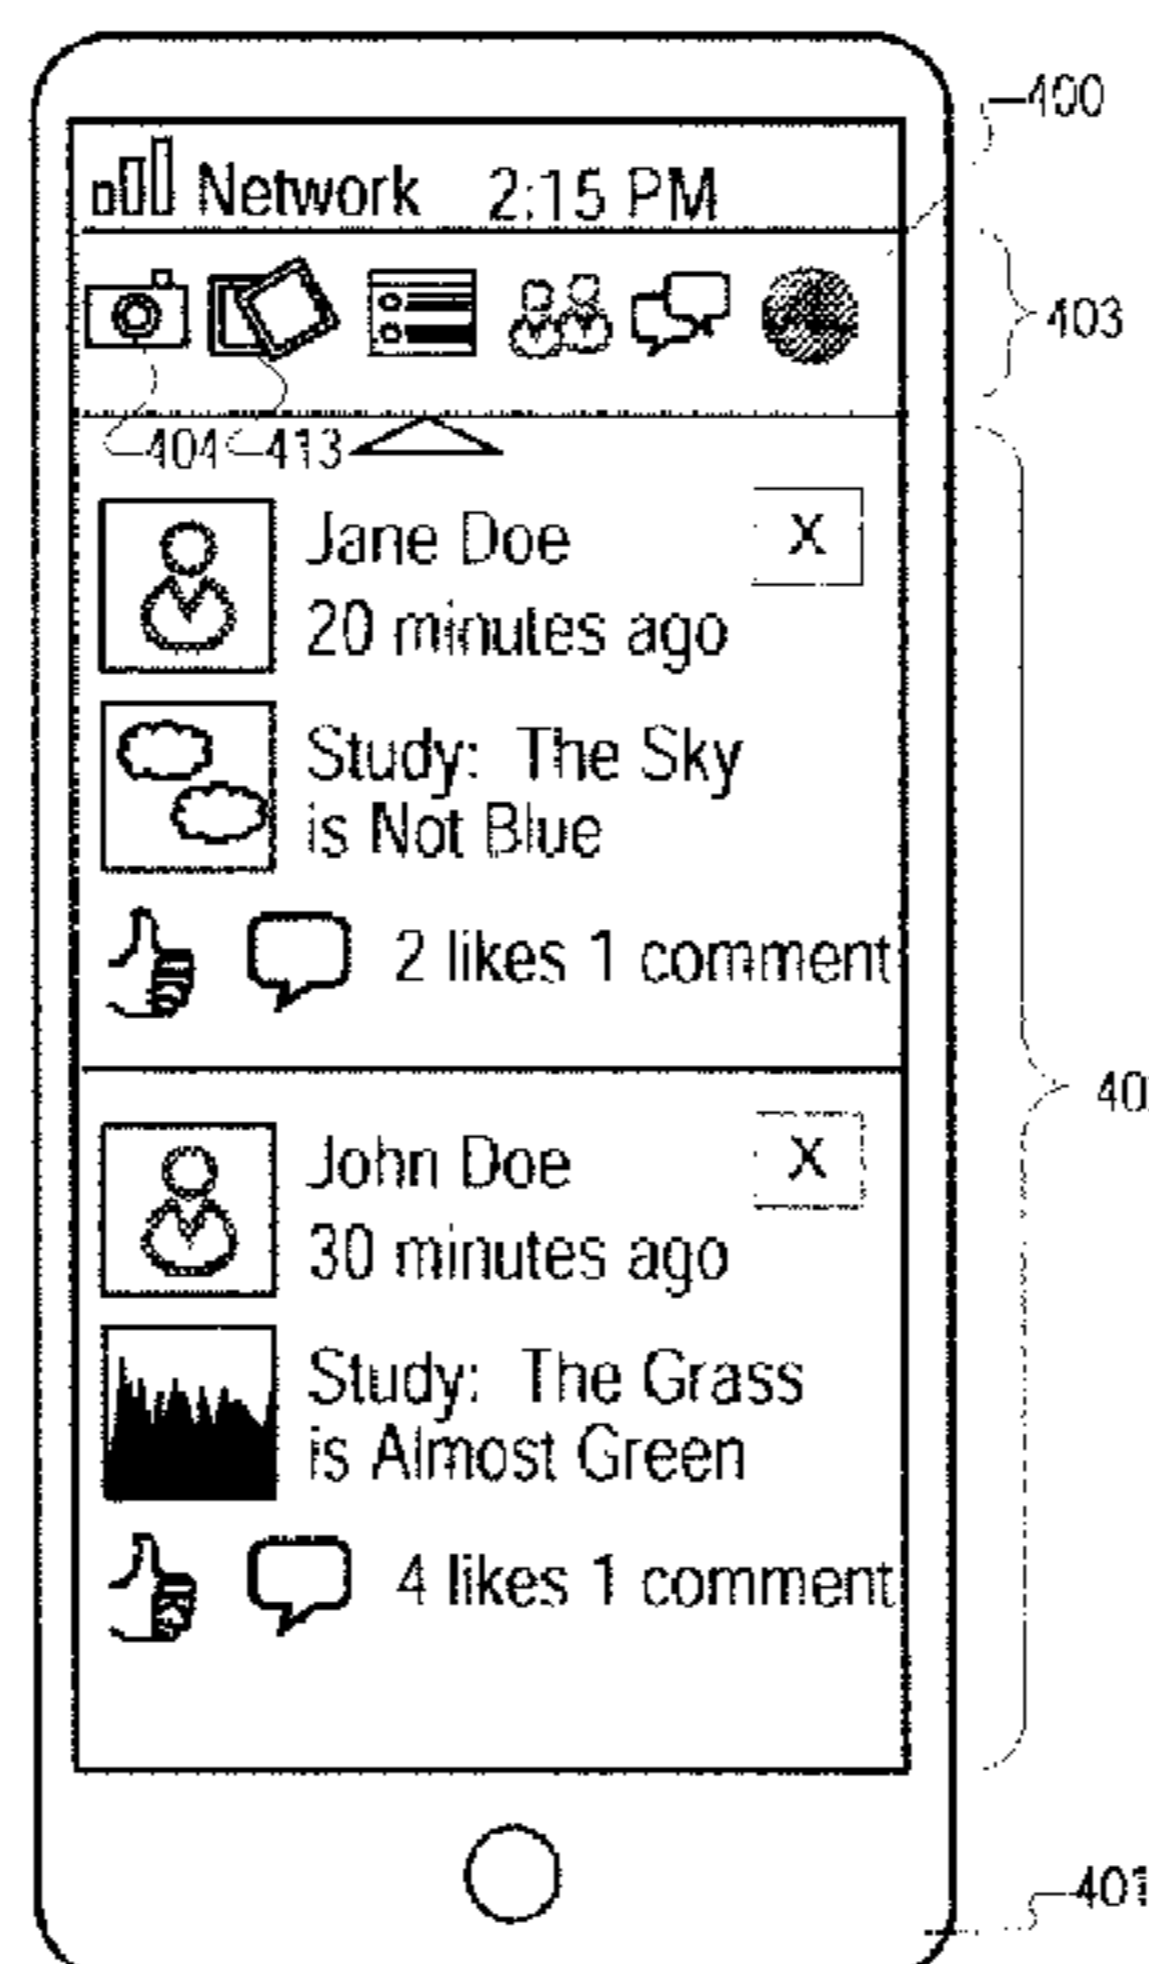 400
Network 2:15 PM
403
404 413
Jane Doe X
20 minutes ago
Study: The Sky
is Not Blue
2 likes 1 comment
John Doe X
30 minutes ago
Study: The Grass
is Almost Green
4 likes 1 comment
401